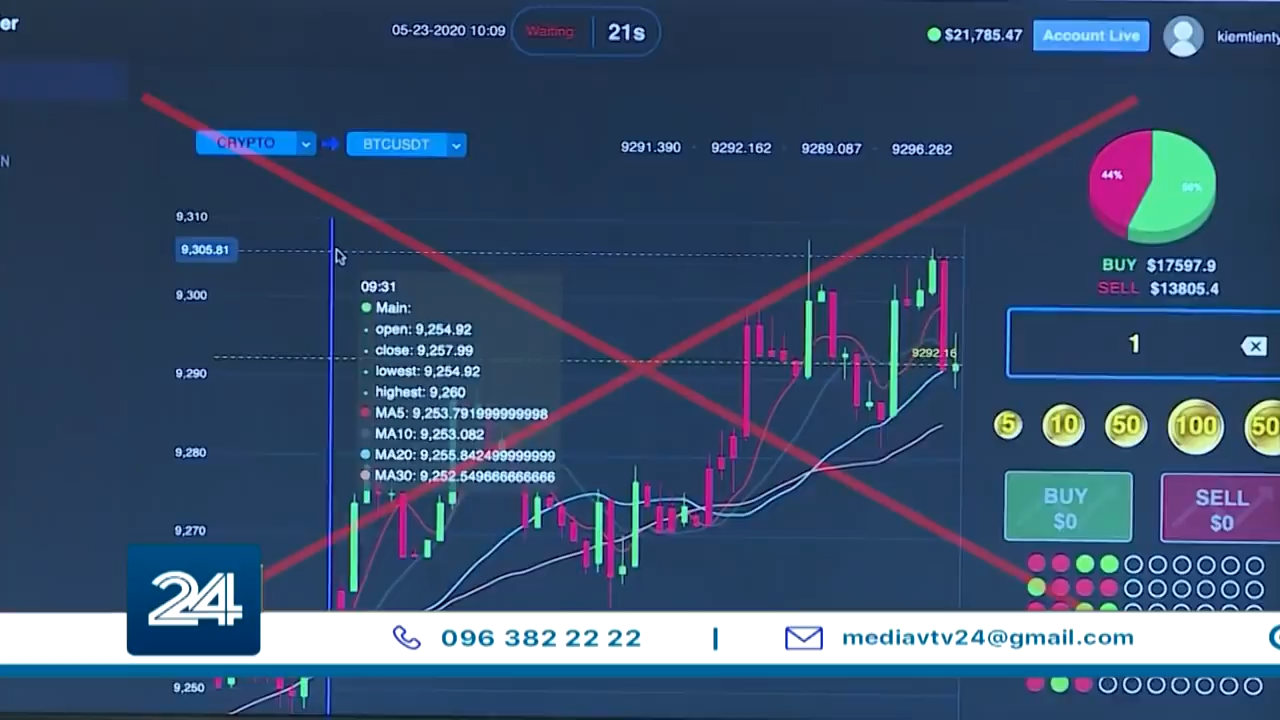 er
05-23-2020 10:09
Waiting
21s
$21,785.47
Account Live
kiemtienty
N
CRYPTO
BTCUSDT
9291.390
9292.162
9289.087
9296.262
44%
56%
9,310
9,305.81
9,300
9,290
9,280
9,270
9,250
09:31
Main:
open: 9,254.92
close: 9,257.99
lowest: 9,254.92
highest: 9,260
MA5: 9,253.791999999998
MA10: 9,253.082
MA20: 9,255.842499999999
MA30: 9,252.549666666666
9292.16
BUY $17597.9
SELL $13805.4
1
5
10
50
100
50
BUY
$0
SELL
$0
24
096 382 22 22
mediavtv24@gmail.com